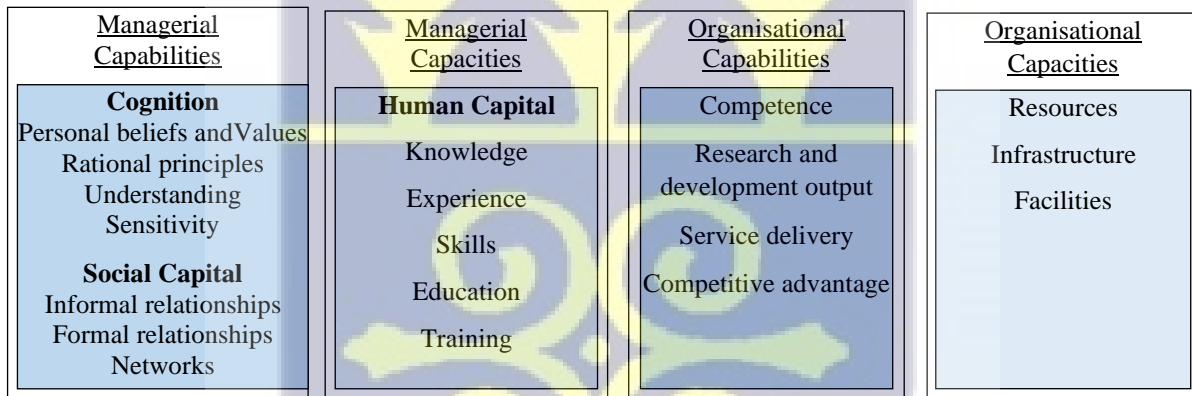 Managerial
Capabilities
Cognition
Personal beliefs andValues
Rational principles
Understanding
Sensitivity
Social Capital
Informal relationships
Formal relationships
Networks
Managerial
Capacities
Human Capital
Knowledge
Experience
Skills
Education
Training
Organisational
Capabilities
Competence
Research and
development output
Service delivery
Competitive advantage
Organisational
Capacities
Resources
Infrastructure
Facilities